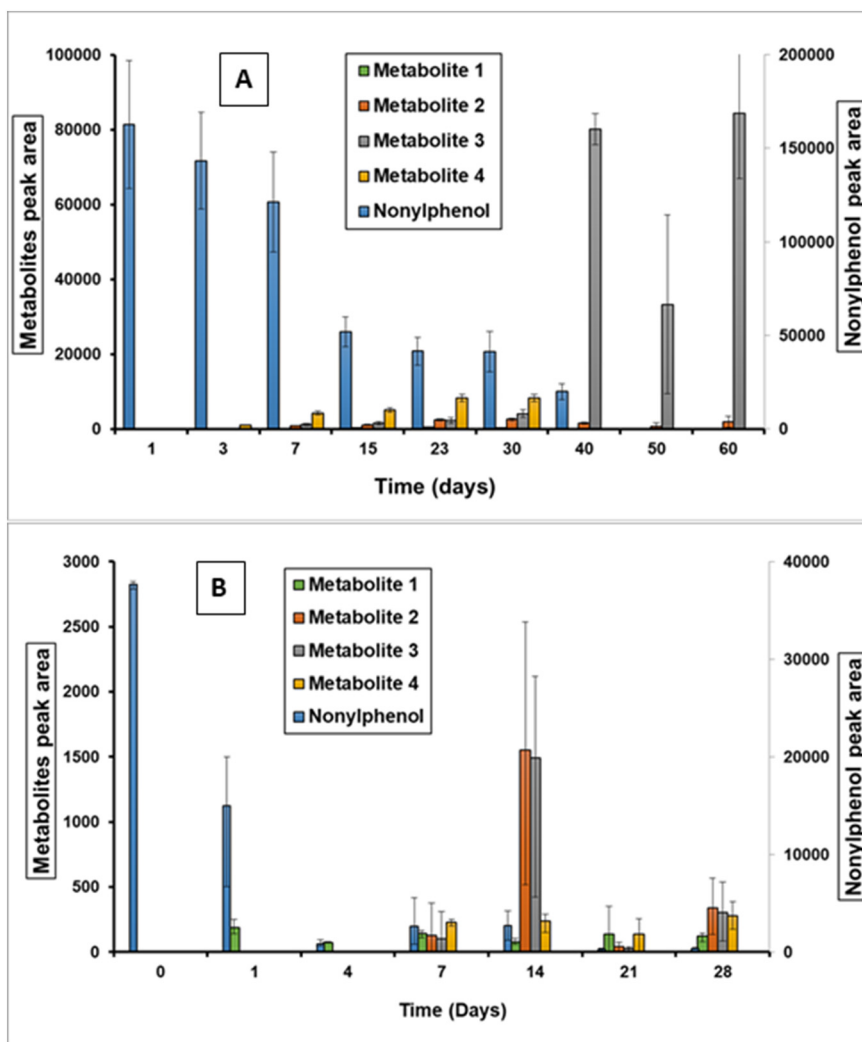 A
Metabolites peak area
100000
80000
60000
40000
20000
0
Metabolite 1
Metabolite 2
Metabolite 3
Metabolite 4
Nonylphenol
200000
150000
100000
50000
0
Nonylphenol peak area
1 3 7 15 23 30 40 50 60
Time (days)
B
Metabolites peak area
3000
2500
2000
1500
1000
500
0
Metabolite 1
Metabolite 2
Metabolite 3
Metabolite 4
Nonylphenol
40000
30000
20000
10000
0
Nonylphenol peak area
0 1 4 7 14 21 28
Time (Days)